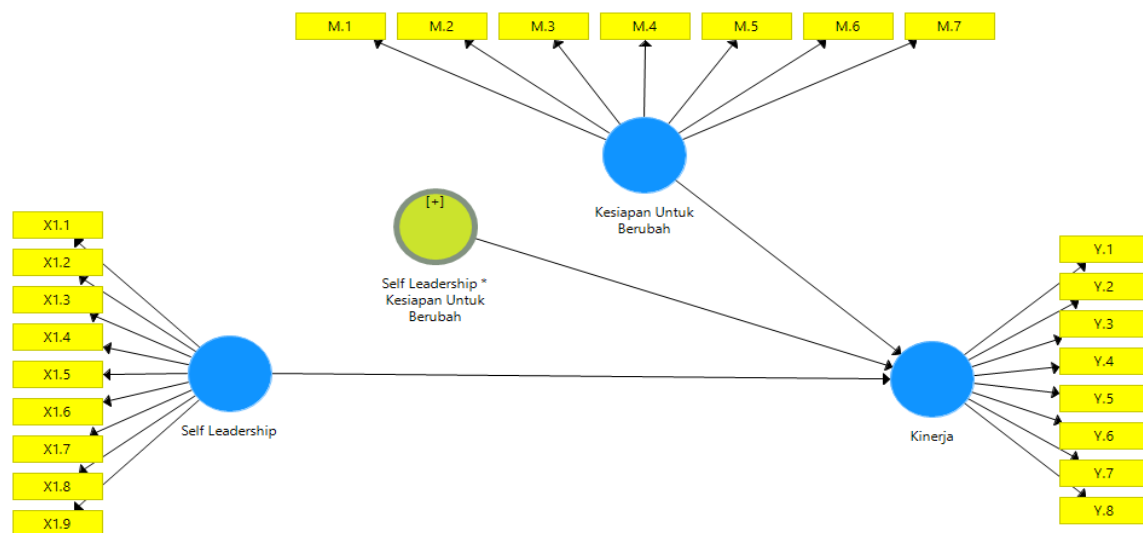 M.1
M.2
M.3
M.4
M.5
M.6
M.7
Kesiapan Untuk
Berubah
[+]
Self Leadership *
Kesiapan Untuk
Berubah
X1.1
X1.2
X1.3
X1.4
X1.5
X1.6
X1.7
X1.8
X1.9
Self Leadership
Y.1
Y.2
Y.3
Y.4
Y.5
Y.6
Y.7
Y.8
Kinerja